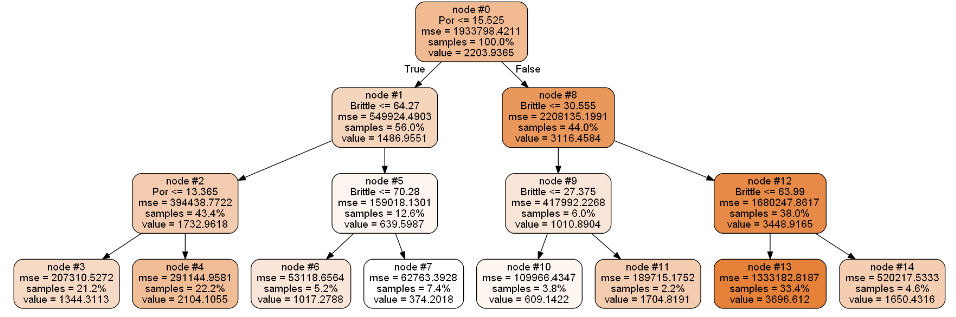 node #0
Por <= 15.525
mse = 1933798.4211
samples = 100.0%
value = 2203.9365
True
False
node #1
Brittle <= 64.27
mse = 549924.4903
samples = 56.0%
value = 1486.9551
node #8
Brittle <= 30.555
mse = 2208135.1991
samples = 44.0%
value = 3116.4584
node #2
Por <= 13.365
mse = 394438.7722
samples = 43.4%
value = 1732.9618
node #5
Brittle <= 70.28
mse = 159018.1301
samples = 12.6%
value = 639.5987
node #9
Brittle <= 27.375
mse = 417992.2268
samples = 6.0%
value = 1010.8904
node #12
Brittle <= 63.99
mse = 1680247.8617
samples = 38.0%
value = 3448.9165
node #3
mse = 207310.5272
samples = 21.2%
value = 1344.3113
node #4
mse = 291144.9581
samples = 22.2%
value = 2104.1055
node #6
mse = 53118.6564
samples = 5.2%
value = 1017.2788
node #7
mse = 62763.3928
samples = 7.4%
value = 374.2018
node #10
mse = 109966.4347
samples = 3.8%
value = 609.1422
node #11
mse = 189715.1752
samples = 2.2%
value = 1704.8191
node #13
mse = 1333182.8187
samples = 33.4%
value = 3696.612
node #14
mse = 520217.5333
samples = 4.6%
value = 1650.4316